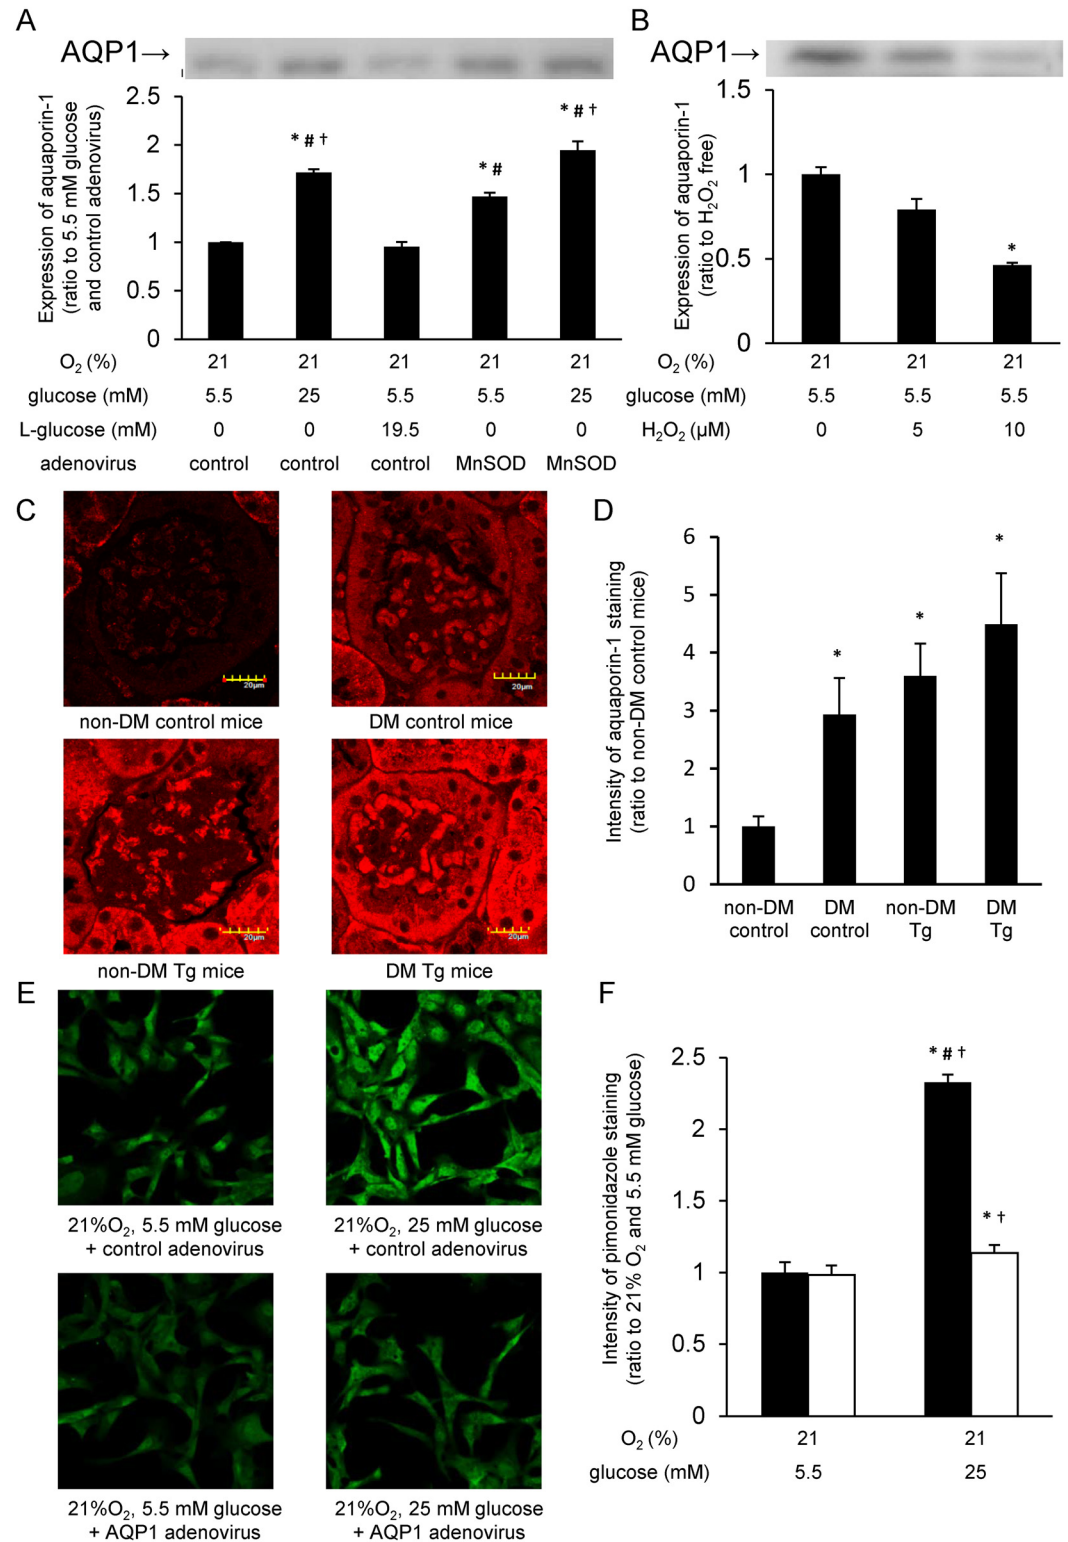 A
AQP1→
Expression of aquaporin-1
(ratio to 5.5 mM glucose
and control adenovirus)
2.5
2
1.5
1
0.5
0
* # †
* #
* # †
O₂ (%) 21 21 21 21 21
glucose (mM) 5.5 25 5.5 5.5 25
L-glucose (mM) 0 0 19.5 0 0
adenovirus control control control MnSOD MnSOD
B
AQP1→
Expression of aquaporin-1
(ratio to H₂O₂ free)
1.5
1
0.5
0
*
O₂ (%) 21 21 21
glucose (mM) 5.5 5.5 5.5
H₂O₂ (μM) 0 5 10
C
20μm
20μm
non-DM control mice
DM control mice
20μm
20μm
non-DM Tg mice
DM Tg mice
D
Intensity of aquaporin-1 staining
(ratio to non-DM control mice)
6
5
4
3
2
1
0
*
*
*
non-DM control
DM control
non-DM Tg
DM Tg
E
21%O₂, 5.5 mM glucose
+ control adenovirus
21%O₂, 25 mM glucose
+ control adenovirus
21%O₂, 5.5 mM glucose
+ AQP1 adenovirus
21%O₂, 25 mM glucose
+ AQP1 adenovirus
F
Intensity of pimonidazole staining
(ratio to 21% O₂ and 5.5 mM glucose)
2.5
2
1.5
1
0.5
0
* # †
* †
O₂ (%) 21 21
glucose (mM) 5.5 25